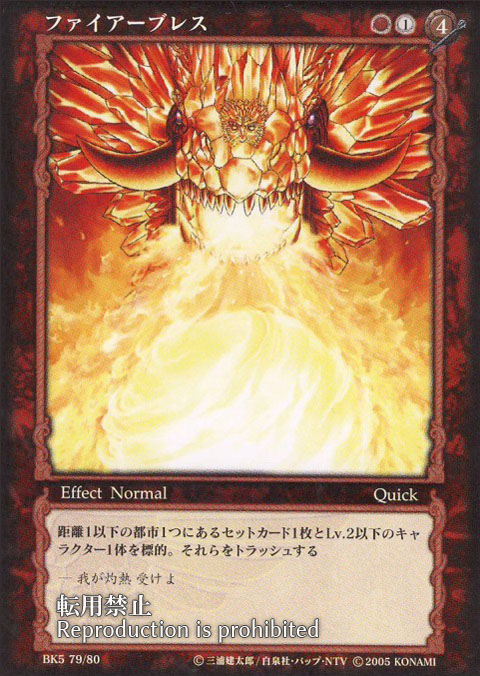 ファイアーブレス
1 4
Effect Normal Quick
距離1以下の都市1つにあるセットカード1枚とLv.2以下のキャ
ラクター1体を標的。それらをトラッシュする
― 我が灼熱 受けよ
転用禁止
Reproduction is prohibited
BK5 79/80 © 三浦建太郎/白泉社・バップ・NTV © 2005 KONAMI